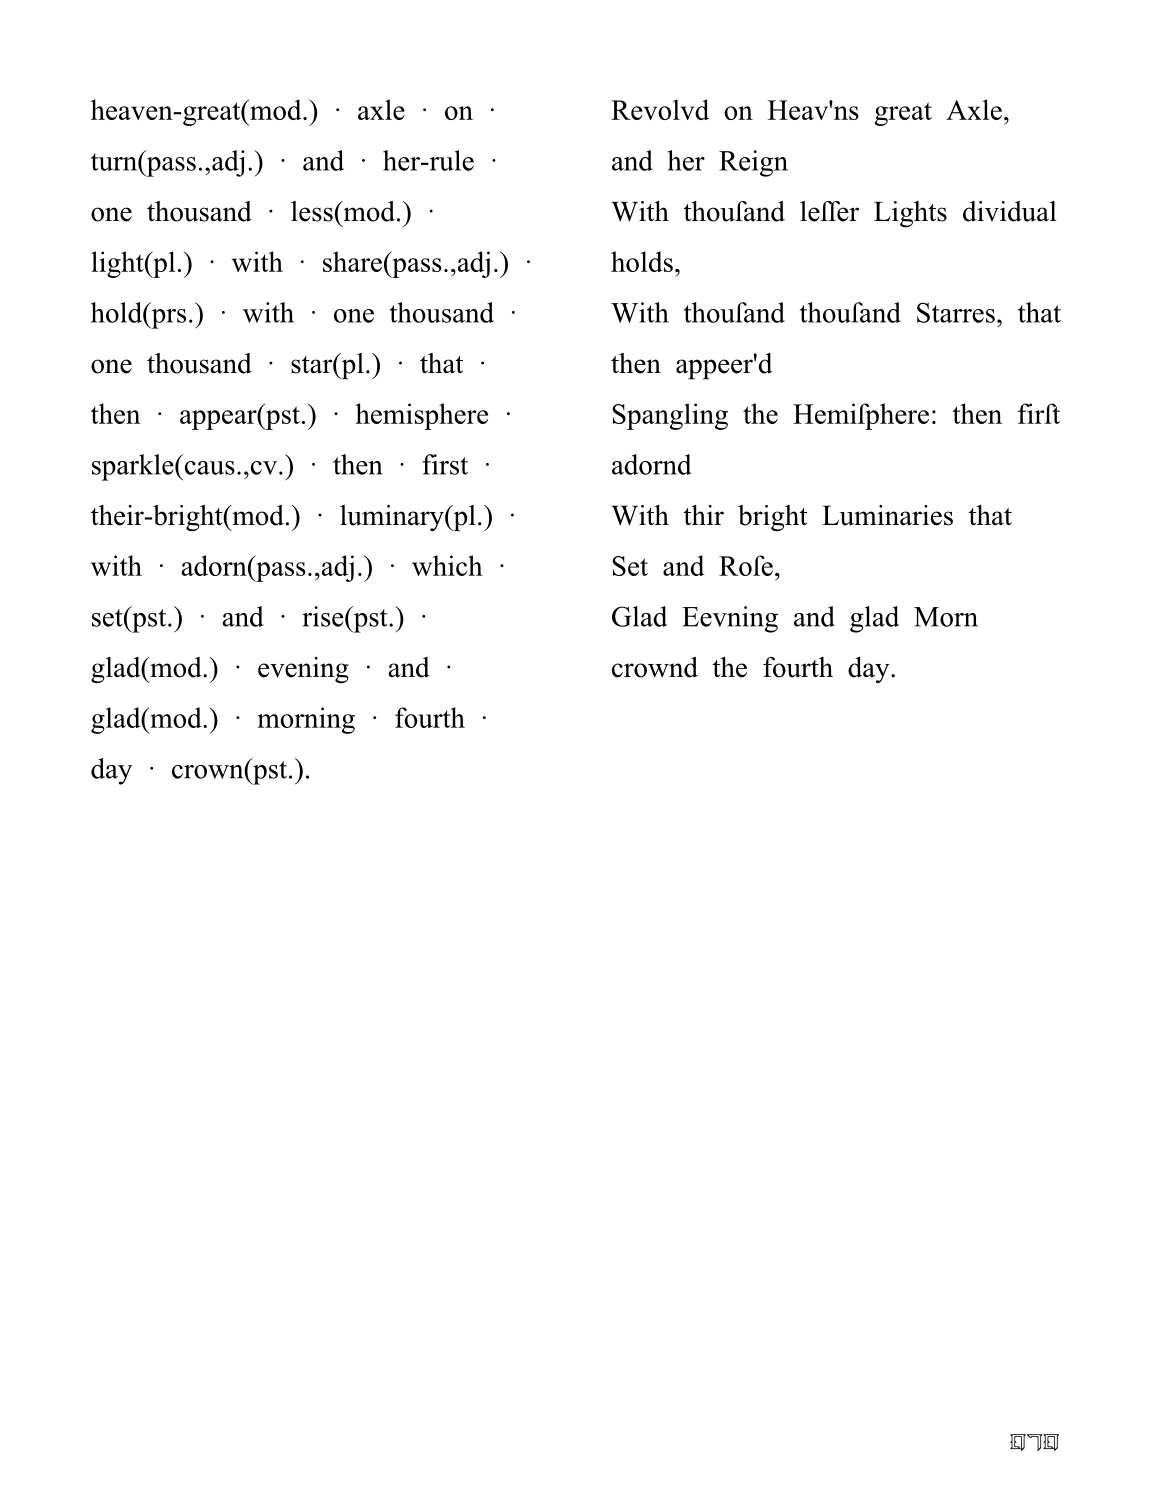 heaven-great(mod.) · axle · on ·
turn(pass.,adj.) · and · her-rule ·
one thousand · less(mod.) ·
light(pl.) · with · share(pass.,adj.) ·
hold(prs.) · with · one thousand ·
one thousand · star(pl.) · that ·
then · appear(pst.) · hemisphere ·
sparkle(caus.,cv.) · then · first ·
their-bright(mod.) · luminary(pl.) ·
with · adorn(pass.,adj.) · which ·
set(pst.) · and · rise(pst.) ·
glad(mod.) · evening · and ·
glad(mod.) · morning · fourth ·
day · crown(pst.).
Revolvd on Heav'ns great Axle,
and her Reign
With thouſand leſſer Lights dividual
holds,
With thouſand thouſand Starres, that
then appeer'd
Spangling the Hemiſphere: then firſt
adornd
With thir bright Luminaries that
Set and Roſe,
Glad Eevning and glad Morn
crownd the fourth day.